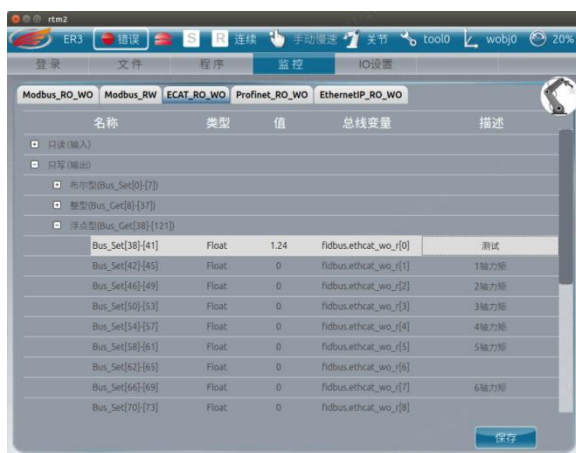 rtm2
ER3 错误 S R 连续 手动慢速 关节 tool0 wobj0 20%
登录 文件 程序 监控 IO设置
Modbus_RO_WO Modbus_RW ECAT_RO_WO Profinet_RO_WO EthernetIP_RO_WO
名称 类型 值 总线变量 描述
只读(输入)
只写(输出)
布尔型(Bus_Set[0]-[7])
整型(Bus_Get[8]-[37])
浮点型(Bus_Get[38]-[121])
Bus_Set[38]-[41] Float 1.24 fidbus.ethcat_wo_r[0] 测试
Bus_Set[42]-[45] Float 0 fidbus.ethcat_wo_r[1] 1轴力矩
Bus_Set[46]-[49] Float 0 fidbus.ethcat_wo_r[2] 2轴力矩
Bus_Set[50]-[53] Float 0 fidbus.ethcat_wo_r[3] 3轴力矩
Bus_Set[54]-[57] Float 0 fidbus.ethcat_wo_r[4] 4轴力矩
Bus_Set[58]-[61] Float 0 fidbus.ethcat_wo_r[5] 5轴力矩
Bus_Set[62]-[65] Float 0 fidbus.ethcat_wo_r[6]
Bus_Set[66]-[69] Float 0 fidbus.ethcat_wo_r[7] 6轴力矩
Bus_Set[70]-[73] Float 0 fidbus.ethcat_wo_r[8]
保存